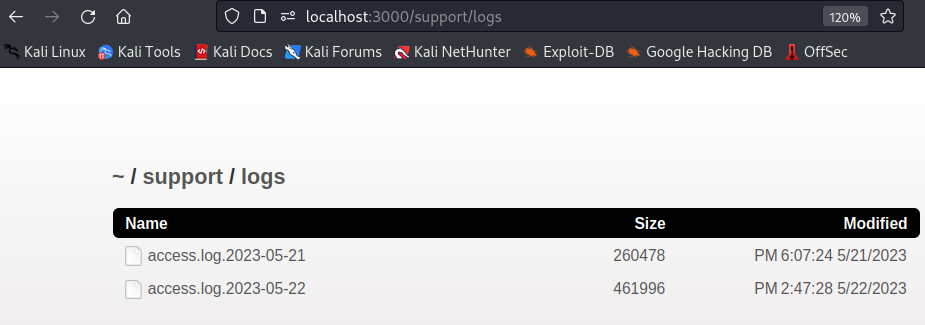 localhost:3000/support/logs 120%
Kali Linux Kali Tools Kali Docs Kali Forums Kali NetHunter Exploit-DB Google Hacking DB OffSec
~ / support / logs
Name Size Modified
access.log.2023-05-21 260478 PM 6:07:24 5/21/2023
access.log.2023-05-22 461996 PM 2:47:28 5/22/2023